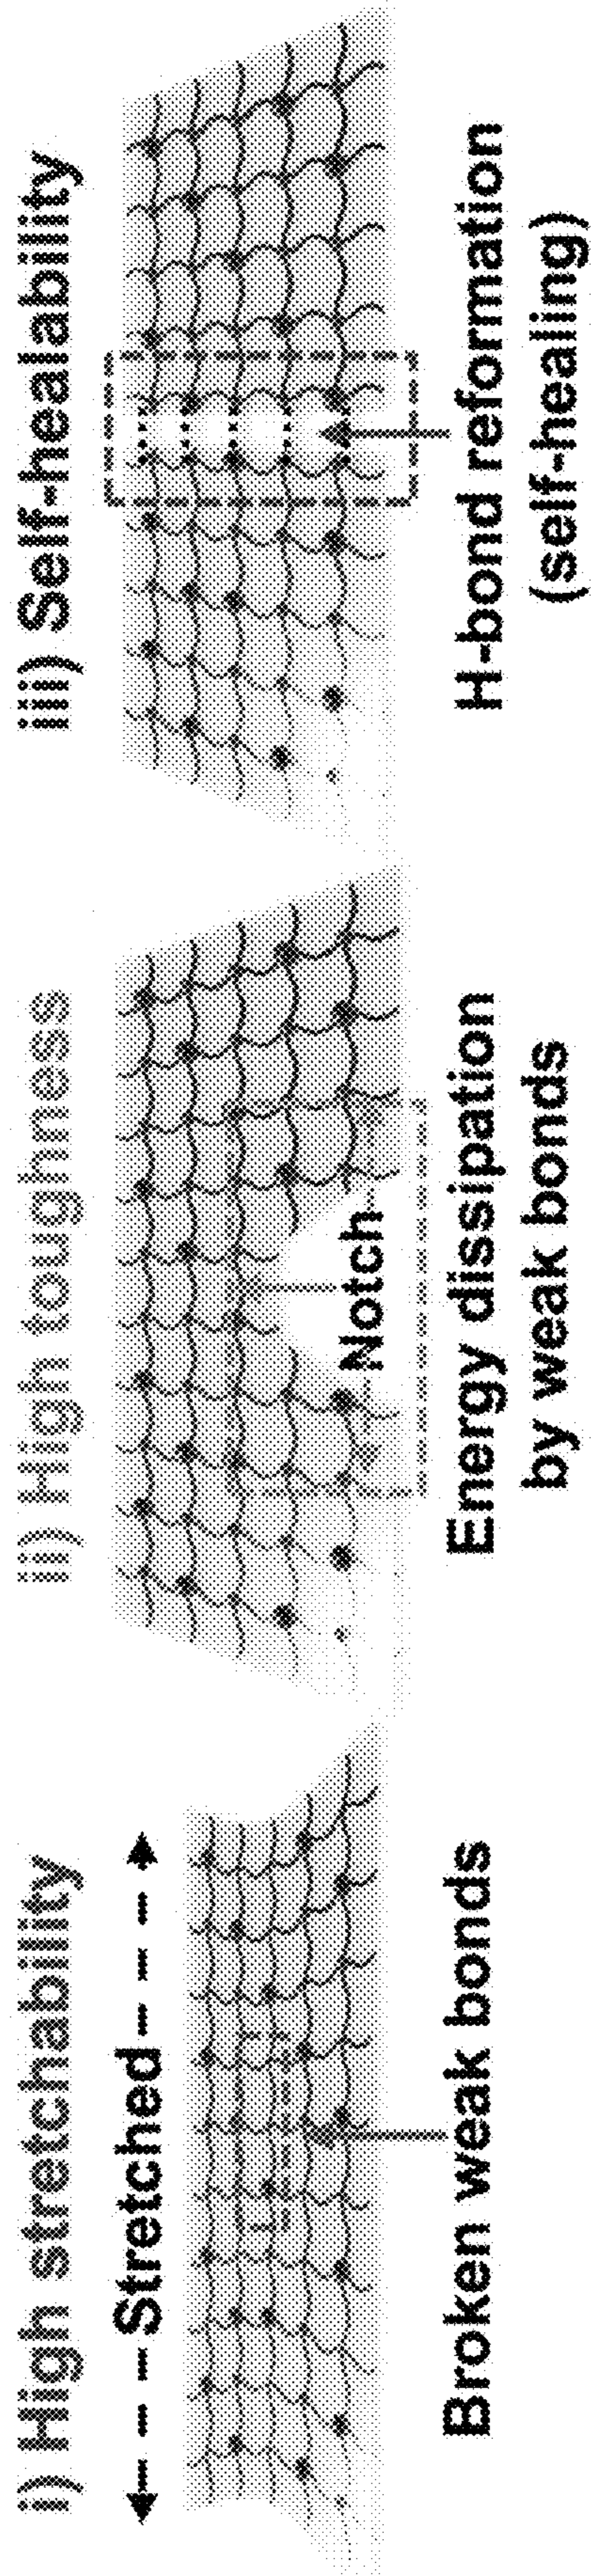 i) High stretchability
Stretched
Broken weak bonds
ii) High toughness
Notch
Energy dissipation
by weak bonds
iii) Self-healability
H-bond reformation
(self-healing)